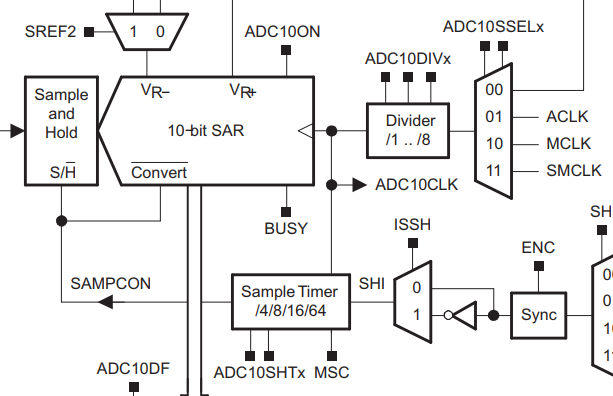 SREF2
1 0
ADC10ON
ADC10SSELx
ADC10DIVx
Sample
and
Hold
S/H
VR−
VR+
10-bit SAR
Convert
Divider
/1 .. /8
00
01
10
11
ACLK
MCLK
SMCLK
ADC10CLK
BUSY
ISSH
ENC
SH
SAMPCON
Sample Timer
/4/8/16/64
SHI
0
1
Sync
ADC10DF
ADC10SHTx
MSC